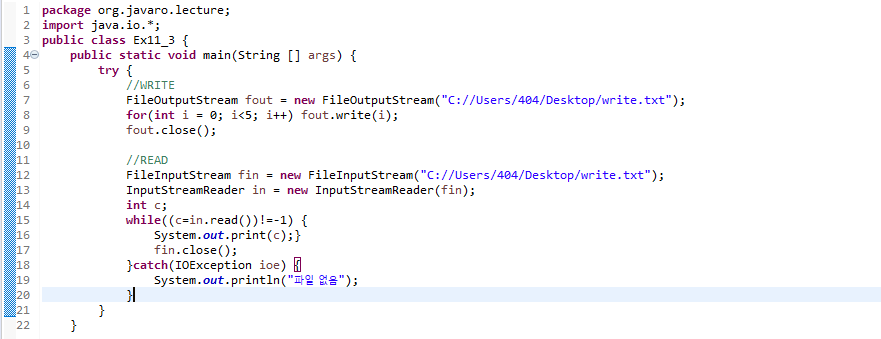 1 package org.javaro.lecture;
2 import java.io.*;
3 public class Ex11_3 {
4 public static void main(String [] args) {
5 try {
6 //WRITE
7 FileOutputStream fout = new FileOutputStream("C://Users/404/Desktop/write.txt");
8 for(int i = 0; i<5; i++) fout.write(i);
9 fout.close();
10
11 //READ
12 FileInputStream fin = new FileInputStream("C://Users/404/Desktop/write.txt");
13 InputStreamReader in = new InputStreamReader(fin);
14 int c;
15 while((c=in.read())!=-1) {
16 System.out.print(c);}
17 fin.close();
18 }catch(IOException ioe) {
19 System.out.println("파일 없음");
20 }
21 }
22 }